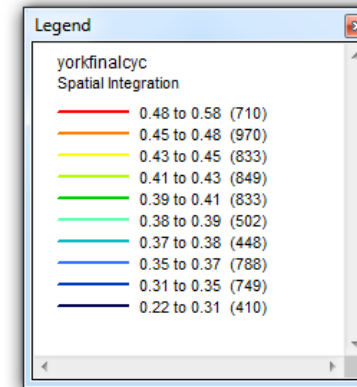 Legend
yorkfinalcyc
Spatial Integration
0.48 to 0.58 (710)
0.45 to 0.48 (970)
0.43 to 0.45 (833)
0.41 to 0.43 (849)
0.39 to 0.41 (833)
0.38 to 0.39 (502)
0.37 to 0.38 (448)
0.35 to 0.37 (788)
0.31 to 0.35 (749)
0.22 to 0.31 (410)